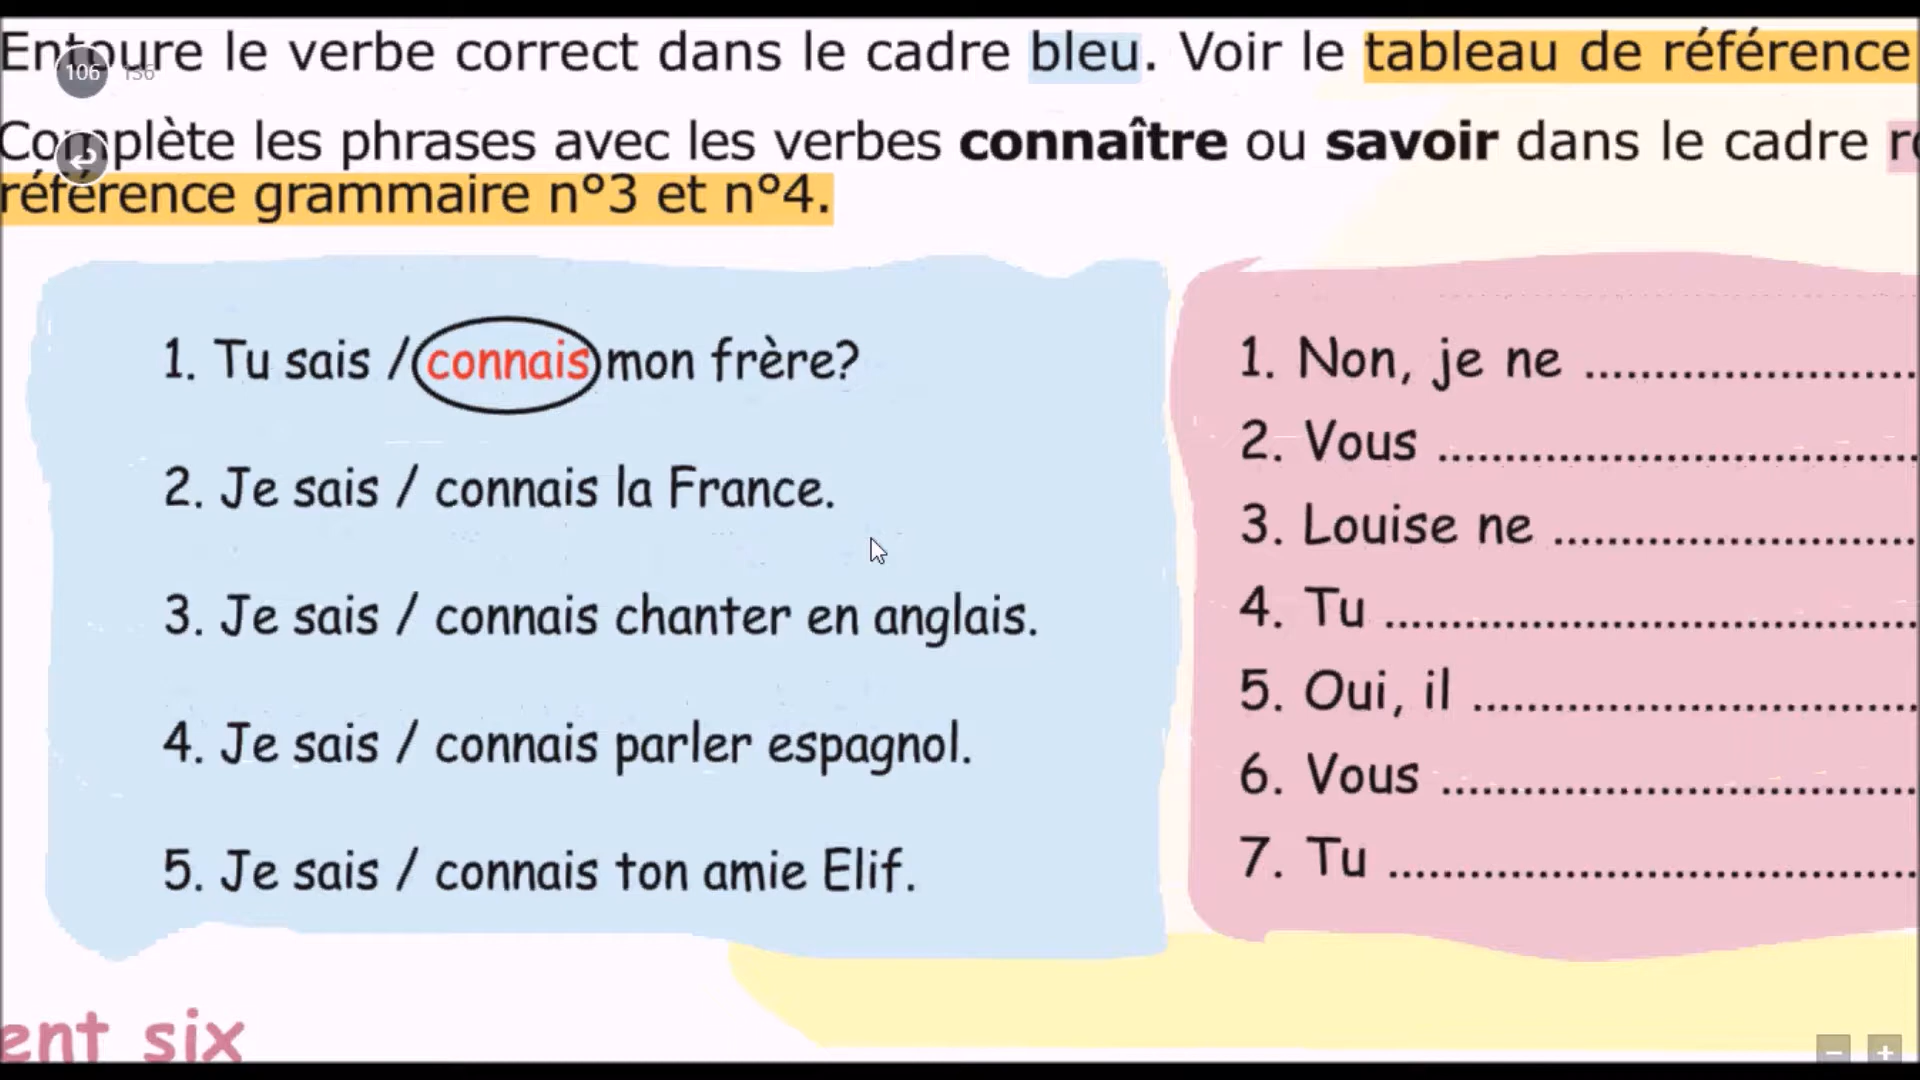 Entoure le verbe correct dans le cadre bleu. Voir le tableau de référence
106 136
Complète les phrases avec les verbes connaître ou savoir dans le cadre
référence grammaire n°3 et n°4.
1. Tu sais / connais mon frère?
2. Je sais / connais la France.
3. Je sais / connais chanter en anglais.
4. Je sais / connais parler espagnol.
5. Je sais / connais ton amie Elif.
1. Non, je ne ........................
2. Vous ...................................
3. Louise ne ..........................
4. Tu .......................................
5. Oui, il ................................
6. Vous ..................................
7. Tu .......................................
ent six